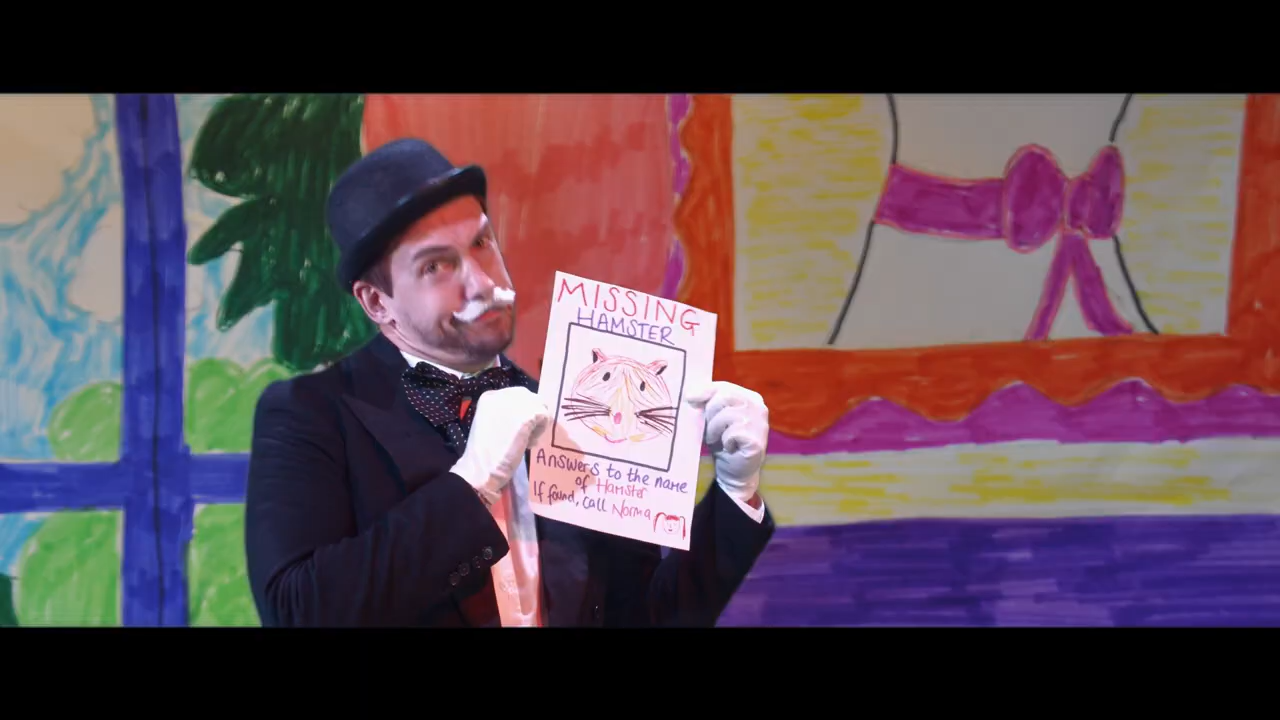 MISSING
HAMSTER
Answers to the name
of Hamster
If found, call Norma